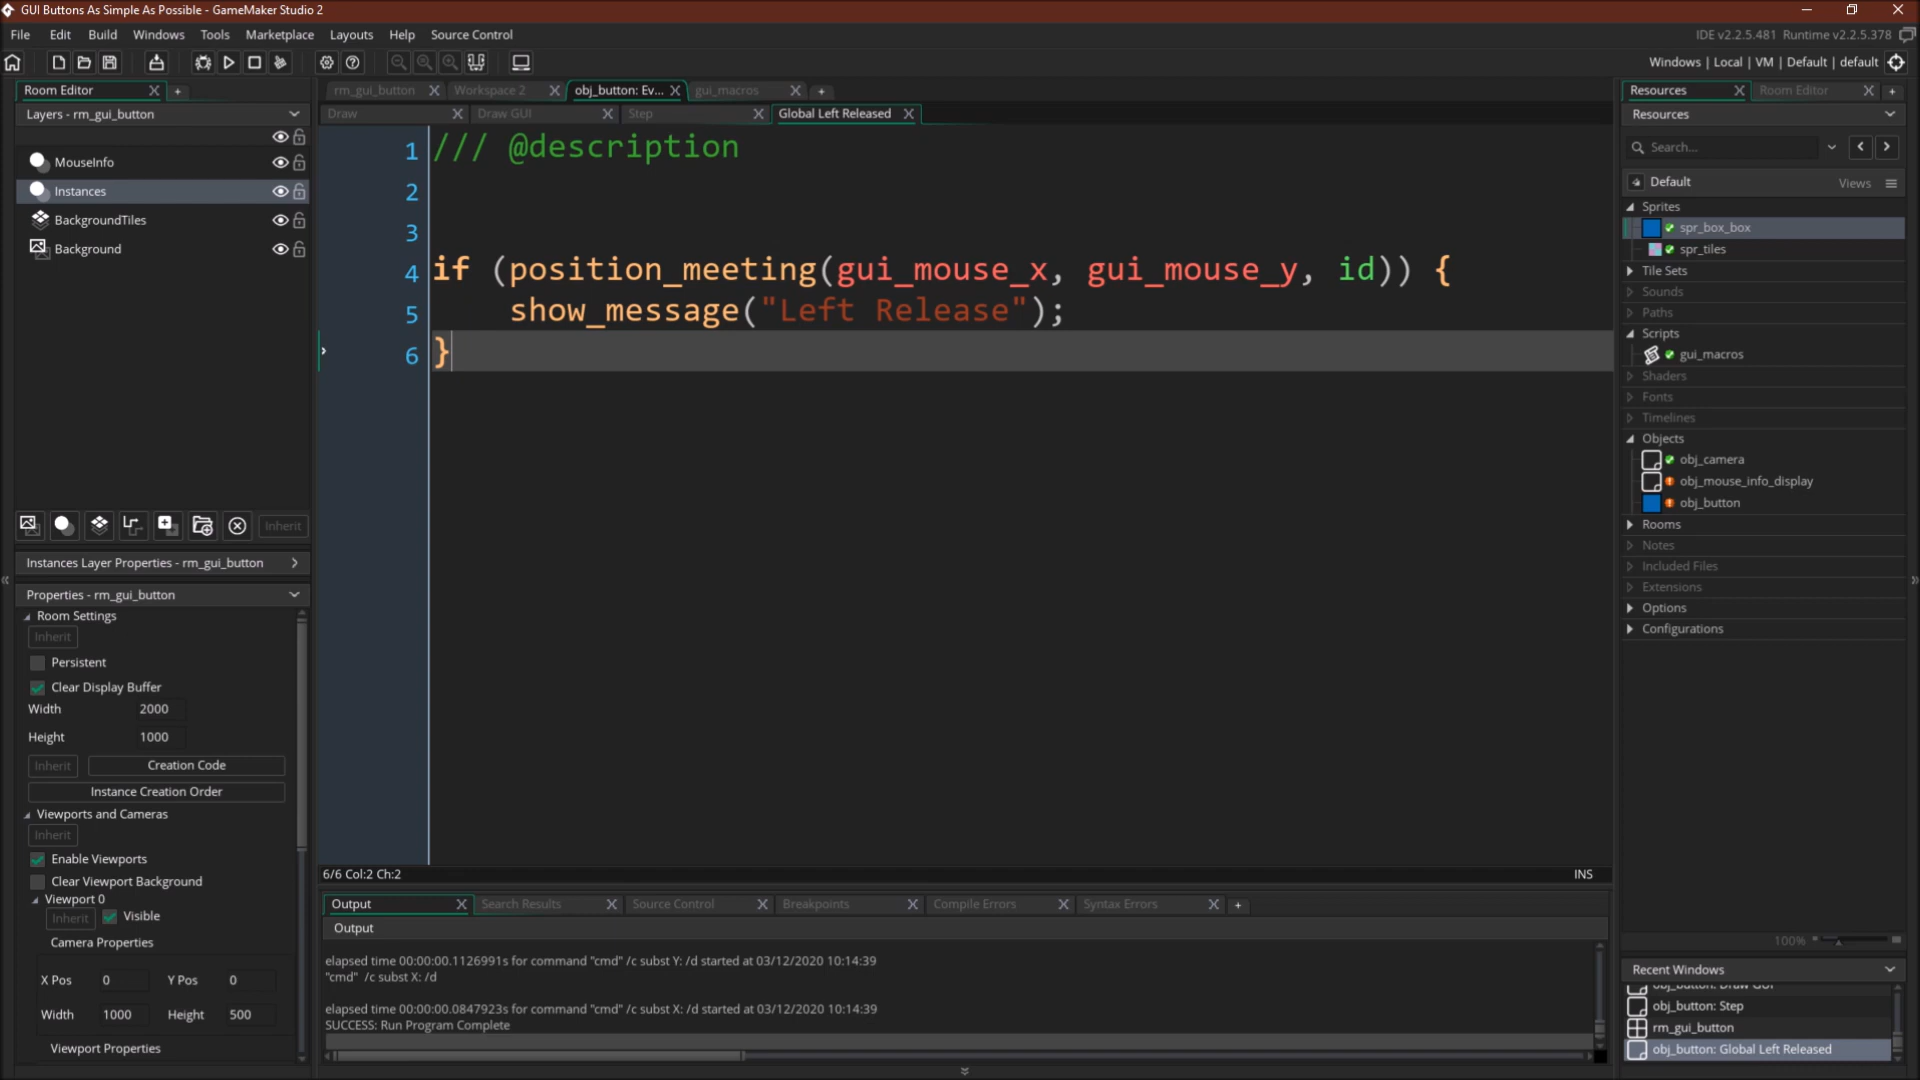 GUI Buttons As Simple As Possible - GameMaker Studio 2
File Edit Build Windows Tools Marketplace Layouts Help Source Control
IDE v2.2.5.481 Runtime v2.2.5.378
Windows | Local | VM | Default | default
Room Editor
Layers - rm_gui_button
MouseInfo
Instances
BackgroundTiles
Background
Inherit
Instances Layer Properties - rm_gui_button
Properties - rm_gui_button
Room Settings
Inherit
Persistent
Clear Display Buffer
Width 2000
Height 1000
Inherit Creation Code
Instance Creation Order
Viewports and Cameras
Inherit
Enable Viewports
Clear Viewport Background
Viewport 0
Inherit Visible
Camera Properties
X Pos 0 Y Pos 0
Width 1000 Height 500
Viewport Properties
rm_gui_button Workspace 2 obj_button: Ev... gui_macros
Draw Draw GUI Step Global Left Released
1 /// @description
2
3
4 if (position_meeting(gui_mouse_x, gui_mouse_y, id)) {
5 show_message("Left Release");
6 }
6/6 Col:2 Ch:2 INS
Output Search Results Source Control Breakpoints Compile Errors Syntax Errors
Output
elapsed time 00:00:00.1126991s for command "cmd" /c subst Y: /d started at 03/12/2020 10:14:39
"cmd"  /c subst X: /d
elapsed time 00:00:00.0847923s for command "cmd" /c subst X: /d started at 03/12/2020 10:14:39
SUCCESS: Run Program Complete
Resources Room Editor
Resources
Search...
Default Views
Sprites
spr_box_box
spr_tiles
Tile Sets
Sounds
Paths
Scripts
gui_macros
Shaders
Fonts
Timelines
Objects
obj_camera
obj_mouse_info_display
obj_button
Rooms
Notes
Included Files
Extensions
Options
Configurations
100%
Recent Windows
obj_button: Draw GUI
obj_button: Step
rm_gui_button
obj_button: Global Left Released